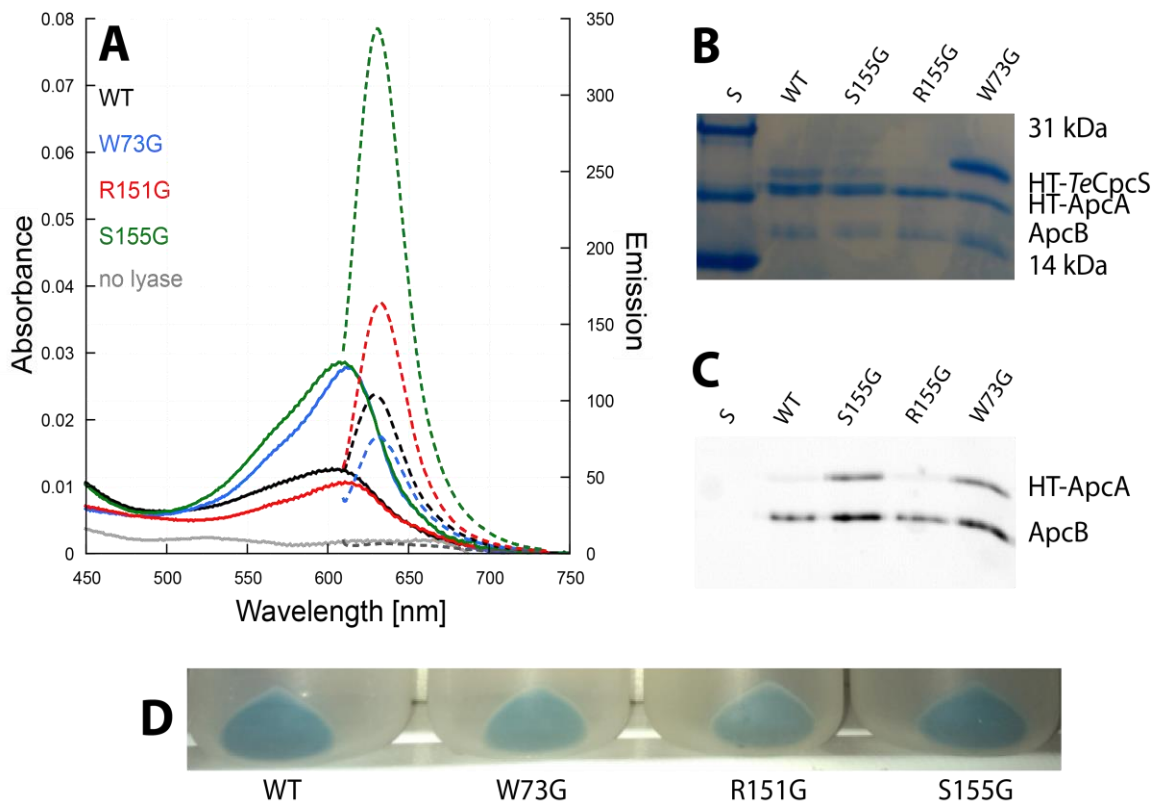 A
WT
W73G
R151G
S155G
no lyase
0.08
0.07
0.06
0.05
0.04
0.03
0.02
0.01
0
Absorbance
350
300
250
200
150
100
50
0
Emission
450 500 550 600 650 700 750
Wavelength [nm]
B
S WT S155G R155G W73G
31 kDa
HT-TeCpcS
HT-ApcA
ApcB
14 kDa
C
S WT S155G R155G W73G
HT-ApcA
ApcB
D
WT W73G R151G S155G